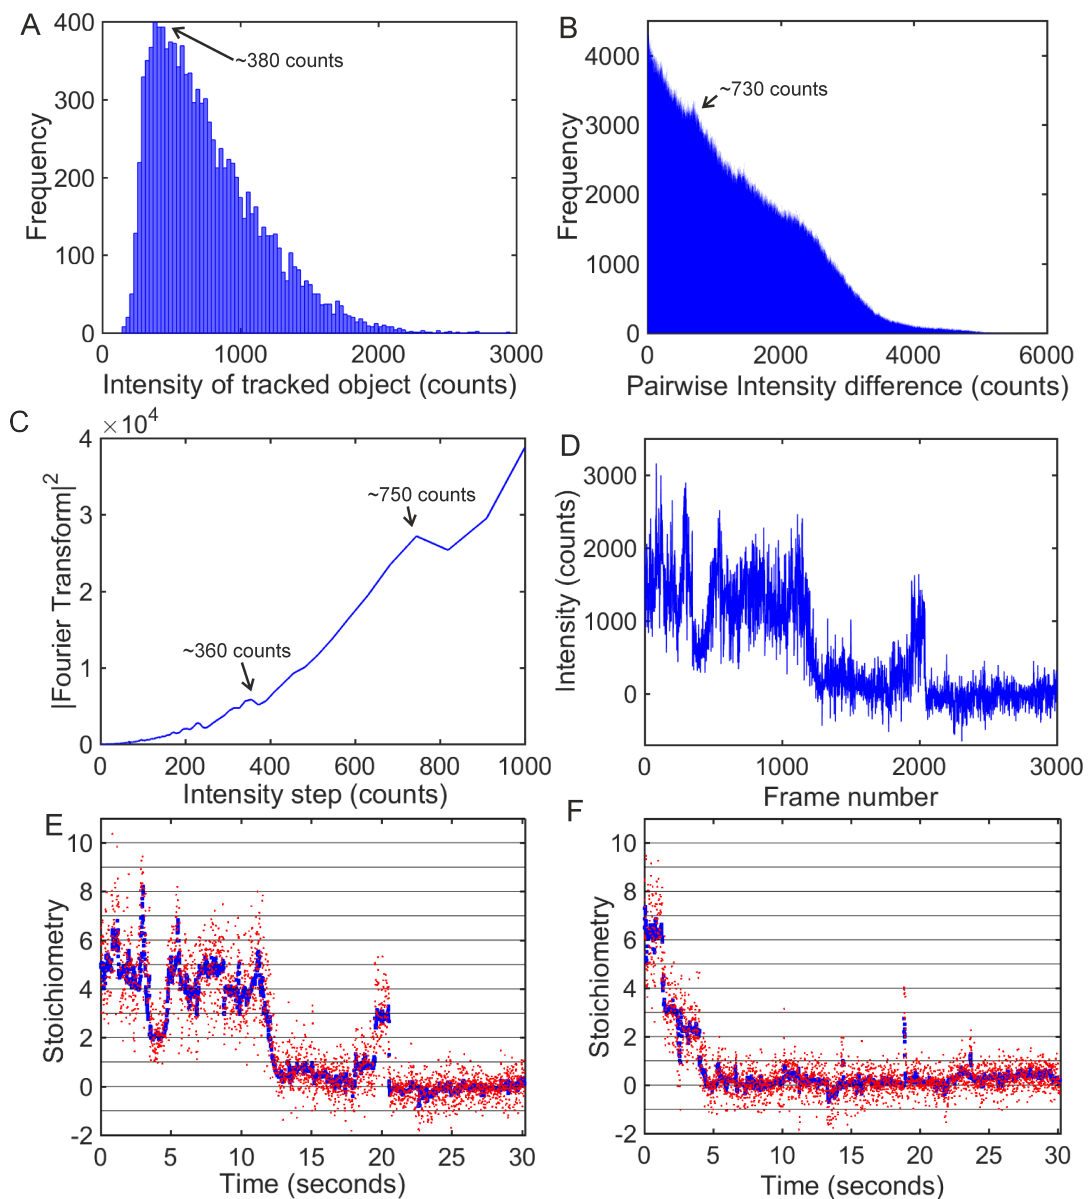 A
400
300
200
100
0
Frequency
~380 counts
0 1000 2000 3000
Intensity of tracked object (counts)
B
4000
3000
2000
1000
0
Frequency
~730 counts
0 2000 4000 6000
Pairwise Intensity difference (counts)
C
×10⁴
4
3
2
1
0
|Fourier Transform|²
~750 counts
~360 counts
0 200 400 600 800 1000
Intensity step (counts)
D
3000
2000
1000
0
Intensity (counts)
0 1000 2000 3000
Frame number
E
10
8
6
4
2
0
-2
Stoichiometry
0 5 10 15 20 25 30
Time (seconds)
F
10
8
6
4
2
0
-2
Stoichiometry
0 5 10 15 20 25 30
Time (seconds)